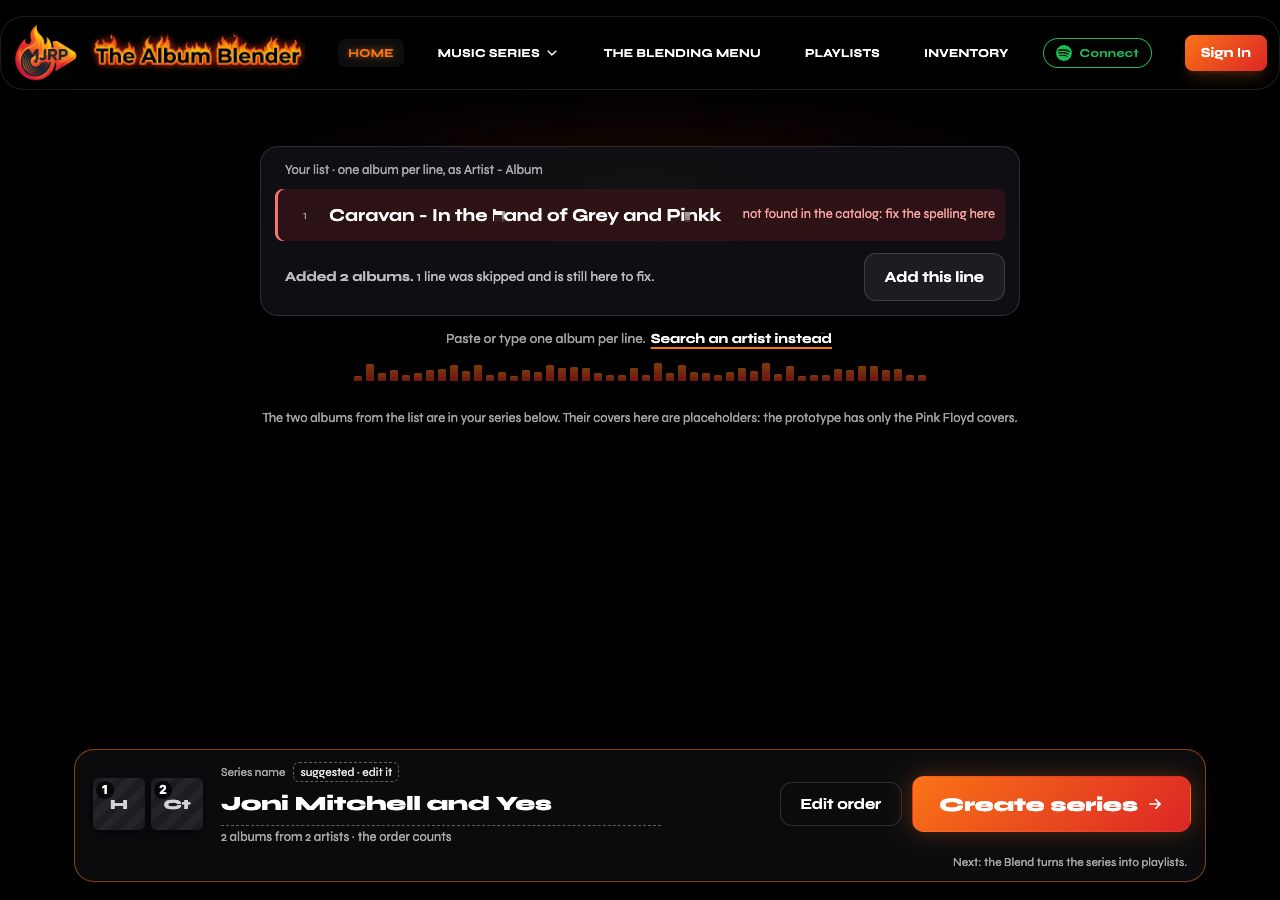 JRP The Album Blender HOME MUSIC SERIES THE BLENDING MENU PLAYLISTS INVENTORY Connect Sign In
Your list · one album per line, as Artist - Album
1 Caravan - In the of Grey and not found in the catalog: fix the spelling here
Added 2 albums. 1 line was skipped and is still here to fix. Add this line
Paste or type one album per line. Search an artist instead
The two albums from the list are in your series below. Their covers here are placeholders: the prototype has only the Pink Floyd covers.
Series name suggested · edit it
1 H 2 Ct Joni Mitchell and Yes Edit order Create series →
2 albums from 2 artists · the order counts
Next: the Blend turns the series into playlists.